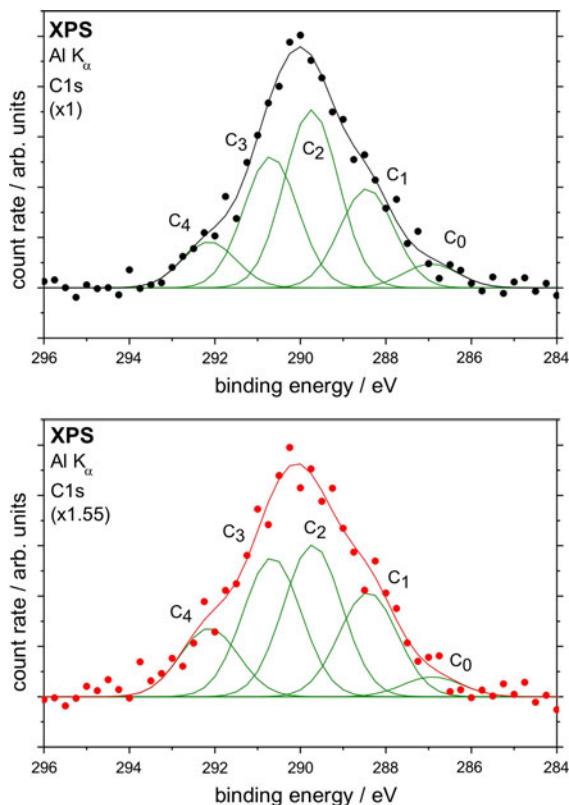 XPS
Al Kα
C1s
(x1)
C4
C3
C2
C1
C0
count rate / arb. units
296 294 292 290 288 286 284
binding energy / eV
XPS
Al Kα
C1s
(x1.55)
C4
C3
C2
C1
C0
count rate / arb. units
296 294 292 290 288 286 284
binding energy / eV